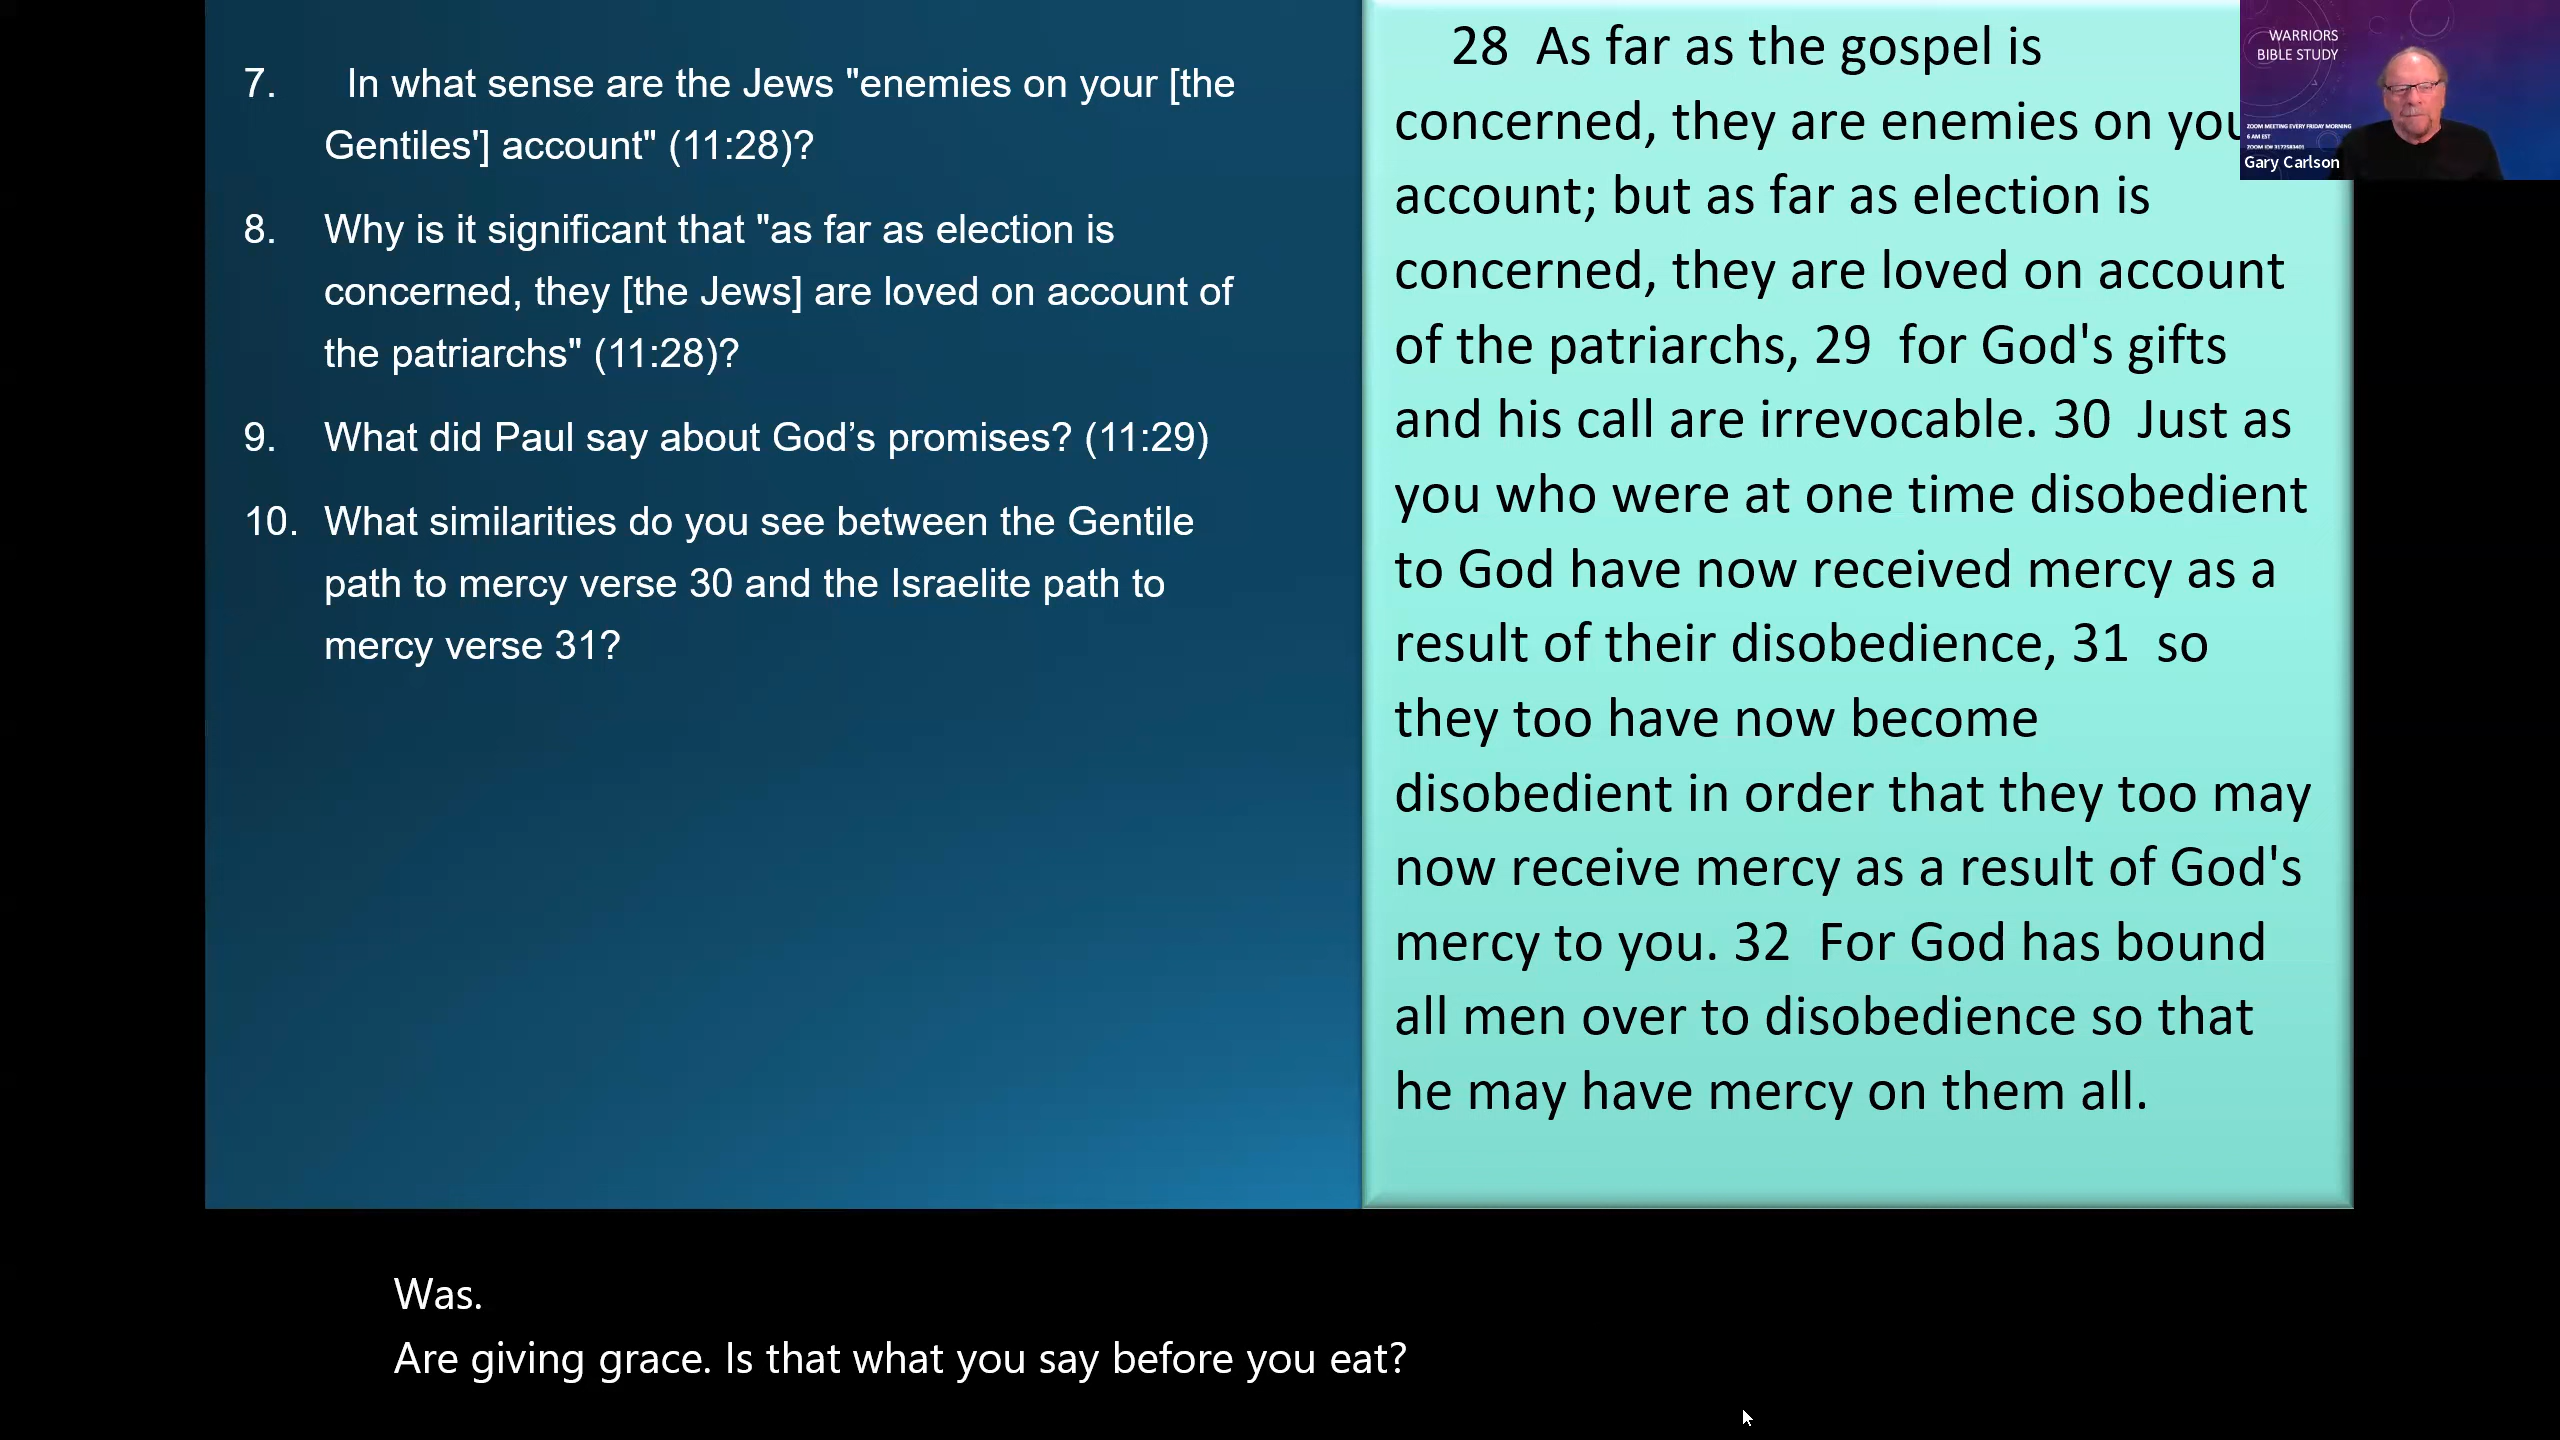 7. In what sense are the Jews "enemies on your [the
Gentiles'] account" (11:28)?
8. Why is it significant that "as far as election is
concerned, they [the Jews] are loved on account of
the patriarchs" (11:28)?
9. What did Paul say about God’s promises? (11:29)
10. What similarities do you see between the Gentile
path to mercy verse 30 and the Israelite path to
mercy verse 31?
28 As far as the gospel is
concerned, they are enemies on you
account; but as far as election is
concerned, they are loved on account
of the patriarchs, 29 for God's gifts
and his call are irrevocable. 30 Just as
you who were at one time disobedient
to God have now received mercy as a
result of their disobedience, 31 so
they too have now become
disobedient in order that they too may
now receive mercy as a result of God's
mercy to you. 32 For God has bound
all men over to disobedience so that
he may have mercy on them all.
WARRIORS
BIBLE STUDY
ZOOM MEETING EVERY FRIDAY MORNING
6 AM EST
Gary Carlson
Was.
Are giving grace. Is that what you say before you eat?